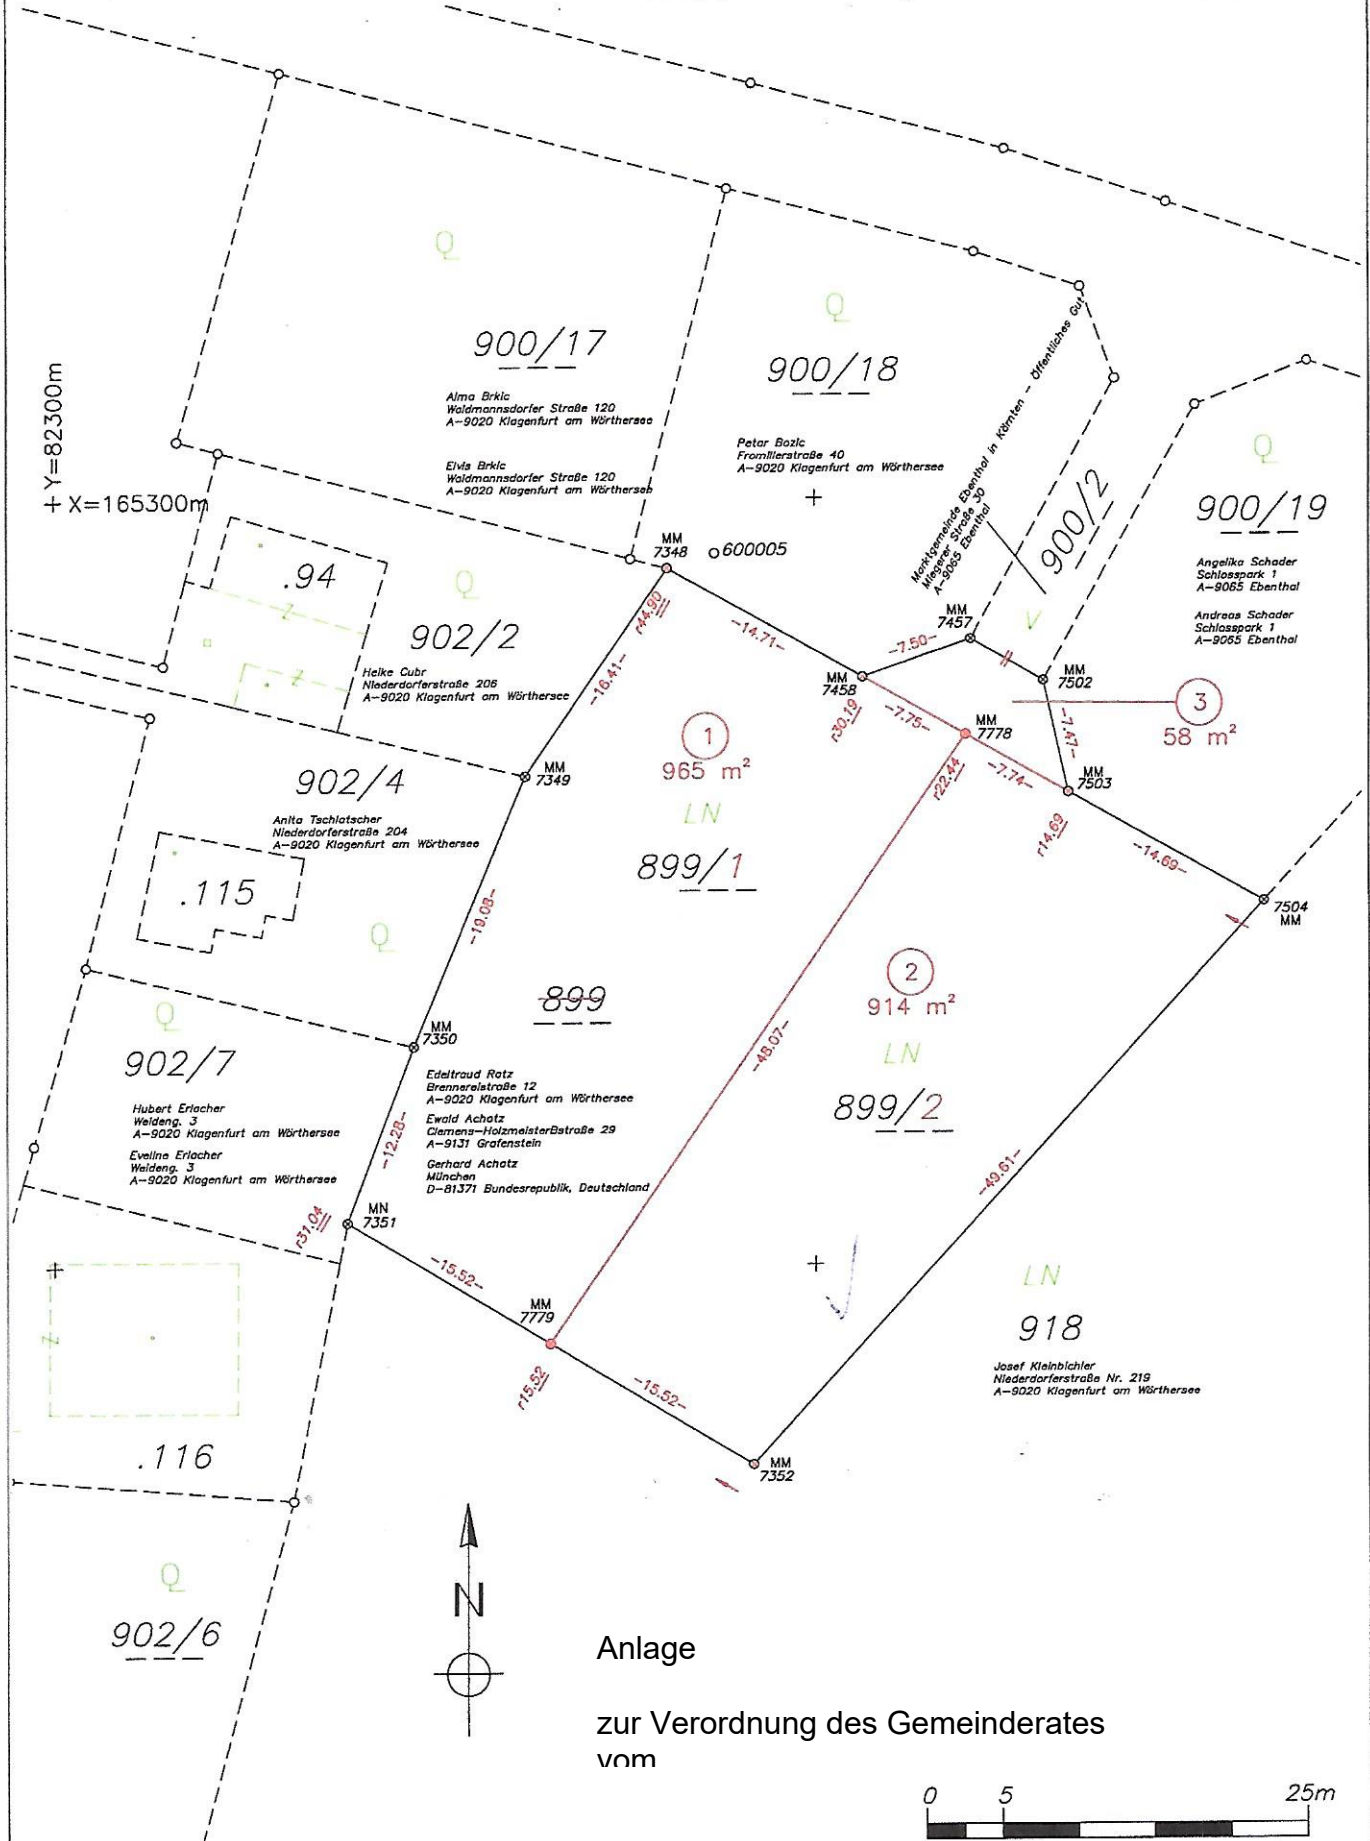 Q
900/17
Alma Brkic
Waidmannsdorfer Straße 120
A-9020 Klagenfurt am Wörthersee
Elvis Brkic
Waidmannsdorfer Straße 120
A-9020 Klagenfurt am Wörthersee
Q
900/18
Petar Bozic
Fromillerstraße 40
A-9020 Klagenfurt am Wörthersee
+
Marktgemeinde Ebenthal in Kärnten - Öffentliches Gut
Miegerer Straße 30
A-9065 Ebenthal
900/2
V
Q
900/19
Angelika Schader
Schlosspark 1
A-9065 Ebenthal
Andreas Schader
Schlosspark 1
A-9065 Ebenthal
+Y=82300m
+X=165300m
.94
Z
Z
Q
902/2
Heike Cubr
Niederdorferstraße 206
A-9020 Klagenfurt am Wörthersee
MM
7348
600005
r44.90
-16.41-
-14.71-
-7.50-
MM
7457
MM
7458
r30.19
-7.75-
MM
7502
-7.47-
3
58 m²
MM
7778
r22.44
-7.74-
MM
7503
r14.69
-14.69-
7504
MM
1
965 m²
LN
899/1
MM
7349
902/4
Anita Tschlatscher
Niederdorferstraße 204
A-9020 Klagenfurt am Wörthersee
.115
Q
-19.08-
899
2
914 m²
LN
899/2
-48.07-
-49.61-
MM
7350
Q
902/7
Hubert Erlacher
Weideng. 3
A-9020 Klagenfurt am Wörthersee
Eveline Erlacher
Weideng. 3
A-9020 Klagenfurt am Wörthersee
-12.28-
Edeltraud Ratz
Brennereistraße 12
A-9020 Klagenfurt am Wörthersee
Ewald Achatz
Clemens-HolzmeisterBstraße 29
A-9131 Grafenstein
Gerhard Achatz
München
D-81371 Bundesrepublik, Deutschland
r31.04
MN
7351
-15.52-
MM
7779
r15.52
-15.52-
MM
7352
+
LN
918
Josef Kleinbichler
Niederdorferstraße Nr. 219
A-9020 Klagenfurt am Wörthersee
+
Z
.116
Q
902/6
N
Anlage
zur Verordnung des Gemeinderates
vom
0 5 25m